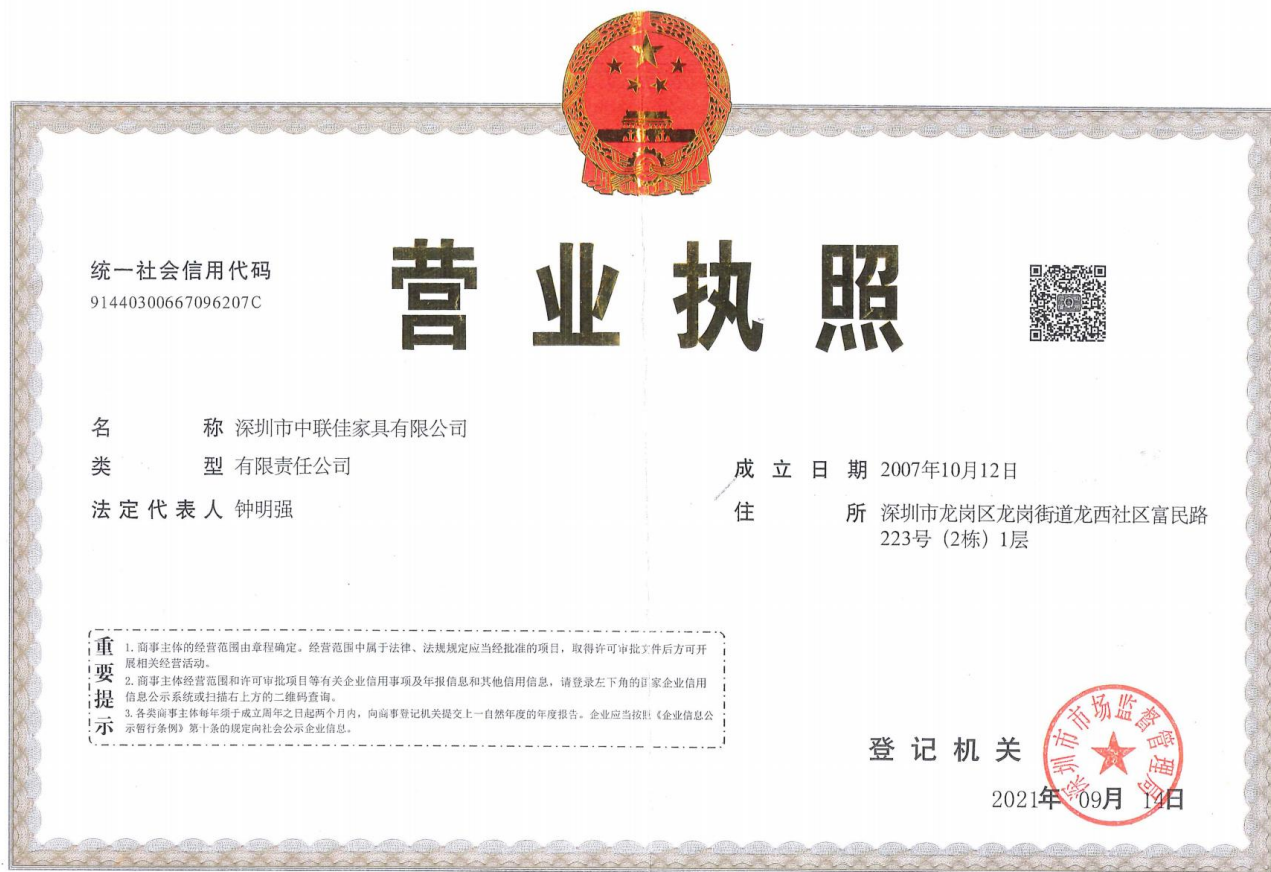 营业执照
统一社会信用代码
91440300667096207C
名称 深圳市中联佳家具有限公司
类型 有限责任公司
法定代表人 钟明强
成立日期 2007年10月12日
住所 深圳市龙岗区龙岗街道龙西社区富民路
223号（2栋）1层
重要提示
1. 商事主体的经营范围由章程确定。经营范围中属于法律、法规规定应当经批准的项目，取得许可审批文件后方可开
展相关经营活动。
2. 商事主体经营范围和许可审批项目等有关企业信用事项及年报信息和其他信用信息，请登录左下角的国家企业信用
信息公示系统或扫描右上方的二维码查询。
3. 各类商事主体每年须于成立周年之日起两个月内，向商事登记机关提交上一自然年度的年度报告。企业应当按照《企业信息公
示暂行条例》第十条的规定向社会公示企业信息。
登记机关
深圳市市场监督管理局
2021年 09月 14日